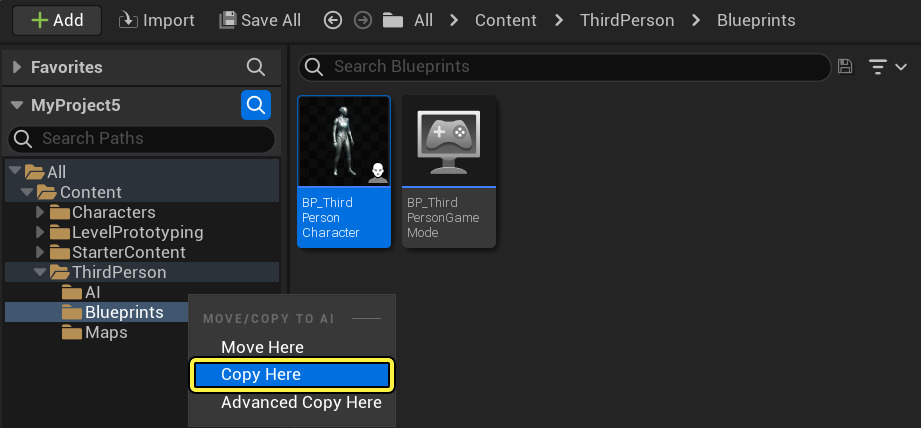 + Add
Import
Save All
All
Content
ThirdPerson
Blueprints
Favorites
MyProject5
Search Paths
All
Content
Characters
LevelPrototyping
StarterContent
ThirdPerson
AI
Blueprints
Maps
Search Blueprints
BP_Third
Person
Character
BP_Third
PersonGame
Mode
MOVE/COPY TO AI
Move Here
Copy Here
Advanced Copy Here